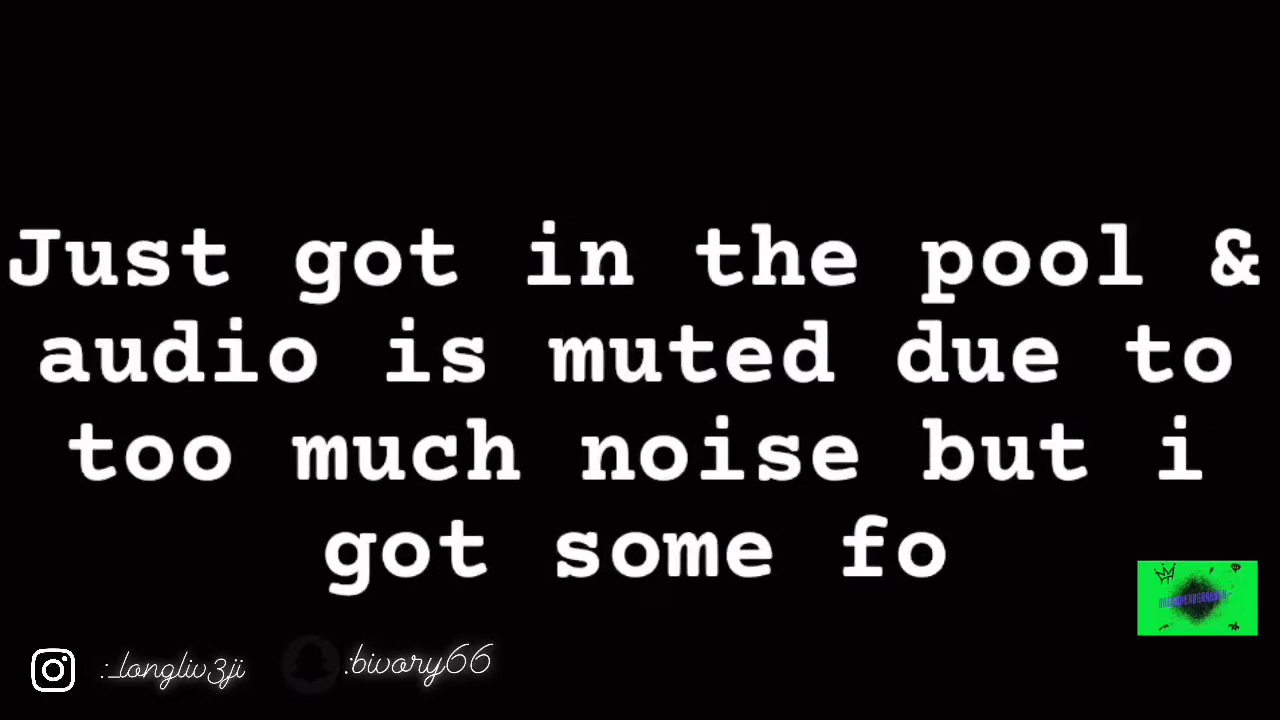 Just got in the pool &
audio is muted due to
too much noise but i
got some fo
:_longliv3ji
:bivory66